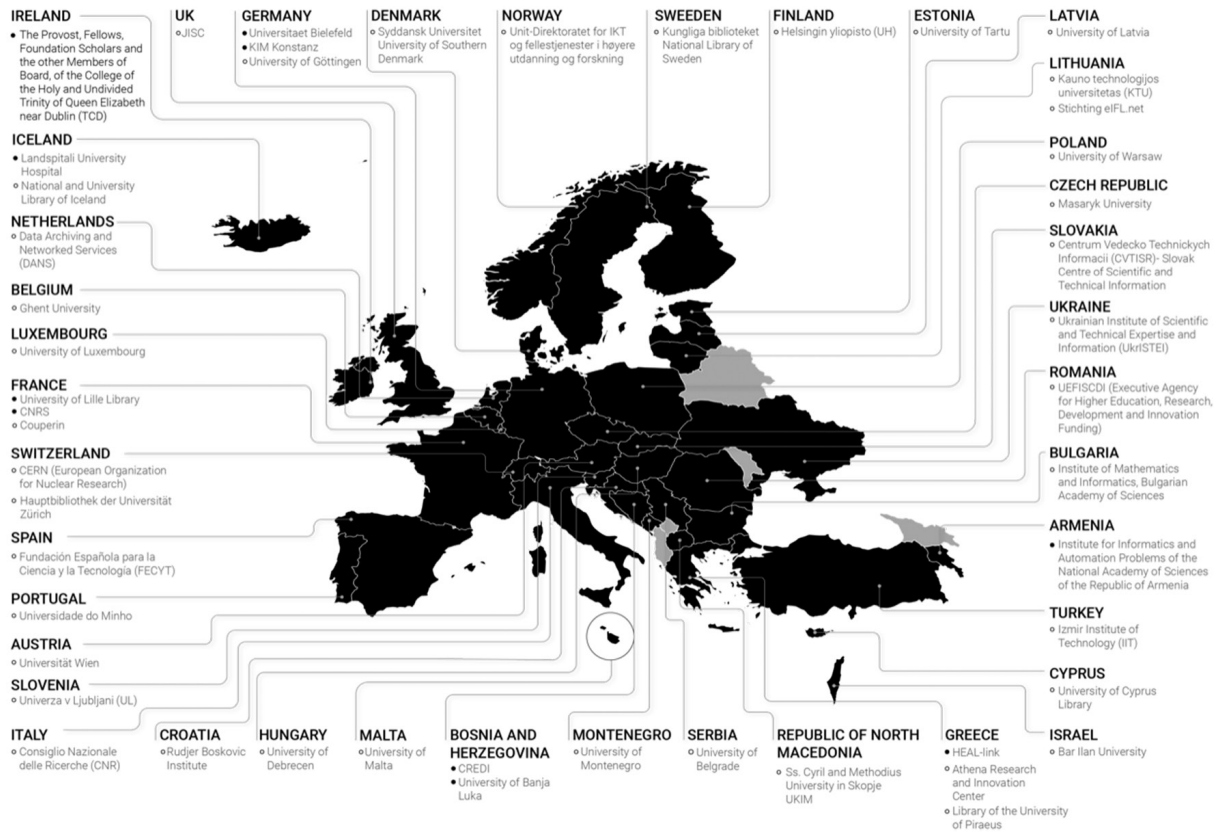 IRELAND
The Provost, Fellows,
Foundation Scholars and
the other Members of
Board, of the College of
the Holy and Undivided
Trinity of Queen Elizabeth
near Dublin (TCD)
UK
JISC
GERMANY
Universitaet Bielefeld
KIM Konstanz
University of Göttingen
DENMARK
Syddansk Universitet
University of Southern
Denmark
NORWAY
Unit-Direktoratet for IKT
og fellestjenester i høyere
utdanning og forskning
SWEDEN
Kungliga biblioteket
National Library of
Sweden
FINLAND
Helsingin yliopisto (UH)
ESTONIA
University of Tartu
LATVIA
University of Latvia
LITHUANIA
Kauno technologijos
universitetas (KTU)
Stichting eIFL.net
ICELAND
Landspitali University
Hospital
National and University
Library of Iceland
POLAND
University of Warsaw
CZECH REPUBLIC
Masaryk University
NETHERLANDS
Data Archiving and
Networked Services
(DANS)
SLOVAKIA
Centrum Vedecko Technickych
Informacii (CVTISR)- Slovak
Centre of Scientific and
Technical Information
BELGIUM
Ghent University
UKRAINE
Ukrainian Institute of Scientific
and Technical Expertise and
Information (UkrISTEI)
LUXEMBOURG
University of Luxembourg
ROMANIA
UEFISCDI (Executive Agency
for Higher Education, Research,
Development and Innovation
Funding)
FRANCE
University of Lille Library
CNRS
Couperin
SWITZERLAND
CERN (European Organization
for Nuclear Research)
Hauptbibliothek der Universität
Zürich
BULGARIA
Institute of Mathematics
and Informatics, Bulgarian
Academy of Sciences
SPAIN
Fundación Española para la
Ciencia y la Tecnología (FECYT)
ARMENIA
Institute for Informatics and
Automation Problems of the
National Academy of Sciences
of the Republic of Armenia
PORTUGAL
Universidade do Minho
TURKEY
Izmir Institute of
Technology (IIT)
AUSTRIA
Universität Wien
CYPRUS
University of Cyprus
Library
SLOVENIA
Univerza v Ljubljani (UL)
ITALY
Consiglio Nazionale
delle Ricerche (CNR)
CROATIA
Rudjer Boskovic
Institute
HUNGARY
University of
Debrecen
MALTA
University of
Malta
BOSNIA AND
HERZEGOVINA
CREDI
University of Banja
Luka
MONTENEGRO
University of
Montenegro
SERBIA
University of
Belgrade
REPUBLIC OF NORTH
MACEDONIA
Ss. Cyril and Methodius
University in Skopje
UKIM
GREECE
HEAL-link
Athena Research
and Innovation
Center
Library of the University
of Piraeus
ISRAEL
Bar Ilan University